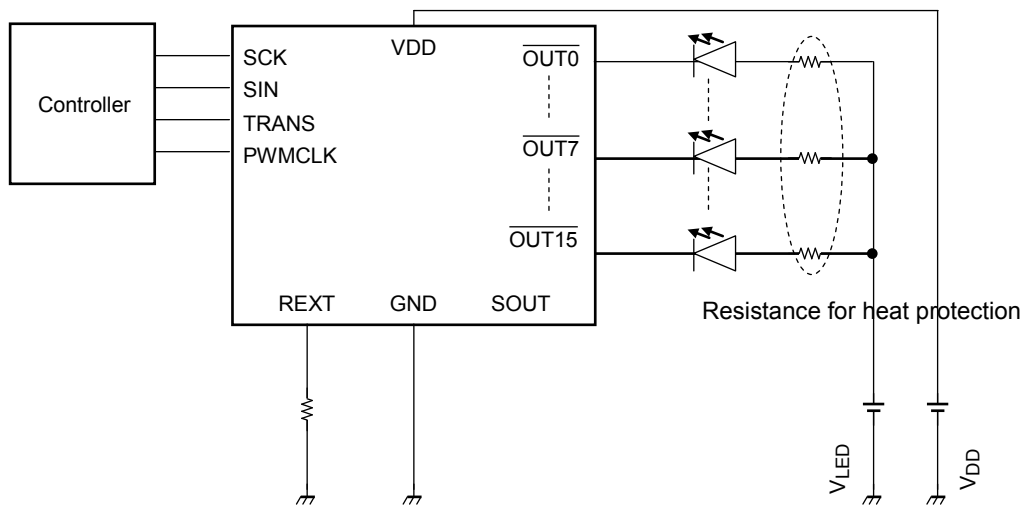 Controller
SCK
SIN
TRANS
PWMCLK
VDD
OUT0
OUT7
OUT15
REXT
GND
SOUT
Resistance for heat protection
VLED
VDD